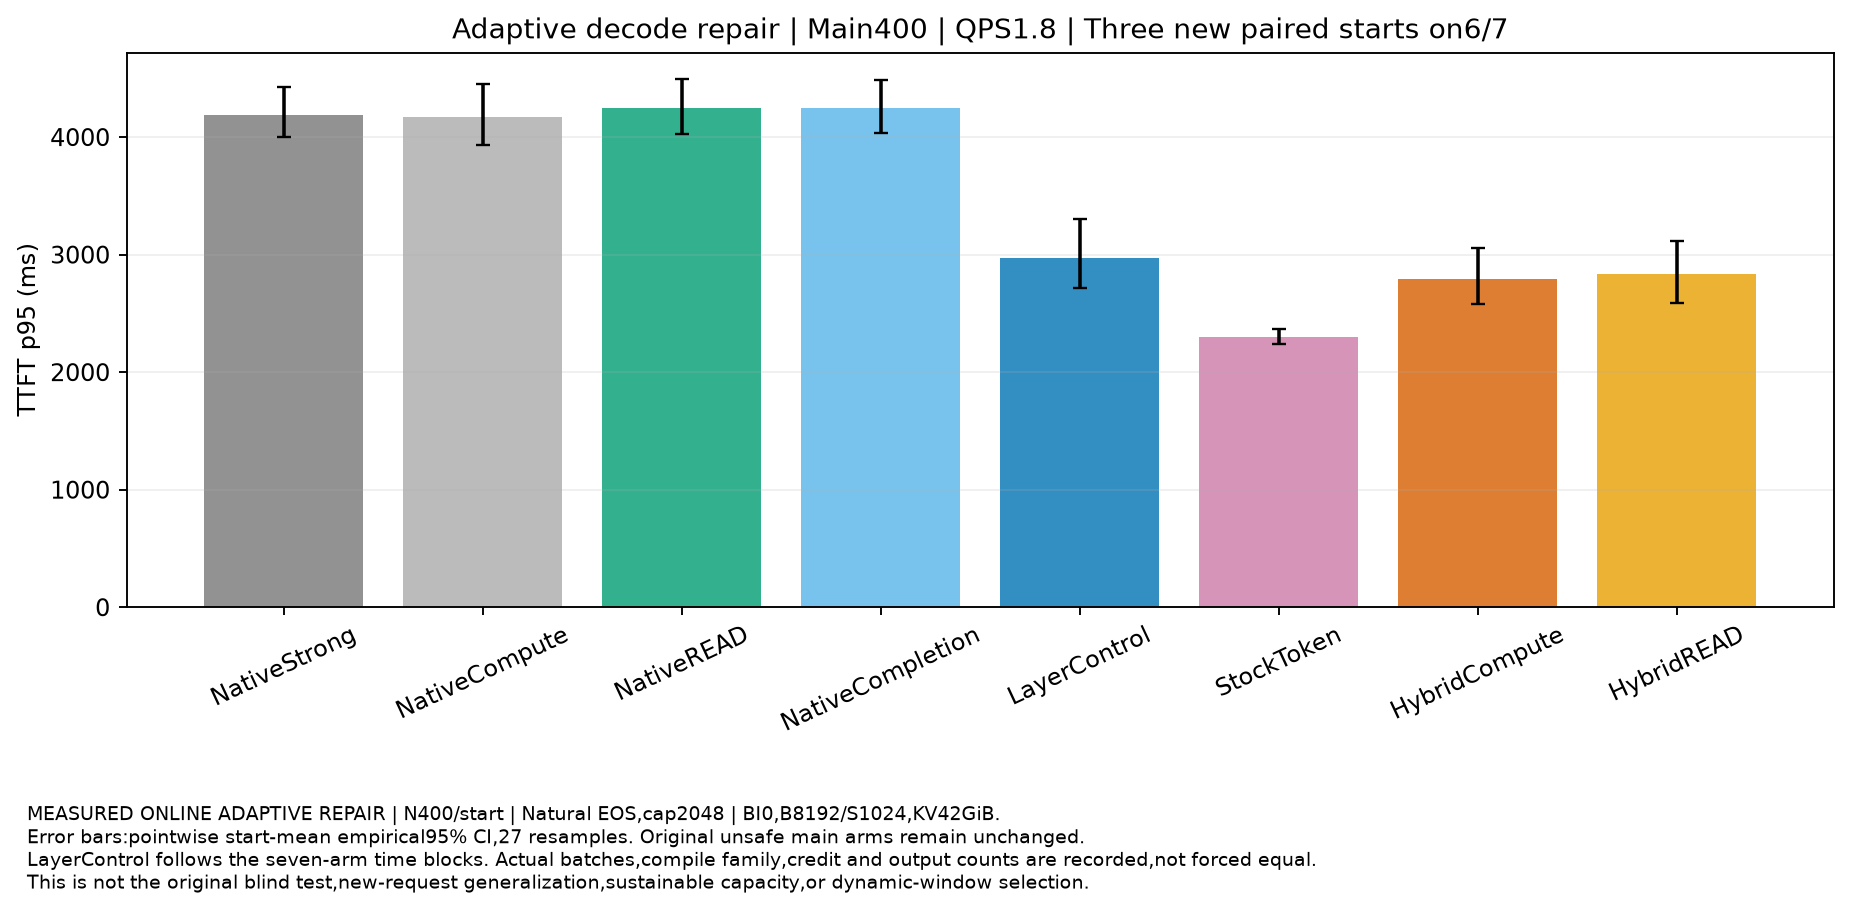 Adaptive decode repair | Main400 | QPS1.8 | Three new paired starts on6/7
TTFT p95 (ms)
4000
3000
2000
1000
0
NativeStrong
NativeCompute
NativeREAD
NativeCompletion
LayerControl
StockToken
HybridCompute
HybridREAD
MEASURED ONLINE ADAPTIVE REPAIR | N400/start | Natural EOS,cap2048 | BI0,B8192/S1024,KV42GiB.
Error bars:pointwise start-mean empirical95% CI,27 resamples. Original unsafe main arms remain unchanged.
LayerControl follows the seven-arm time blocks. Actual batches,compile family,credit and output counts are recorded,not forced equal.
This is not the original blind test,new-request generalization,sustainable capacity,or dynamic-window selection.